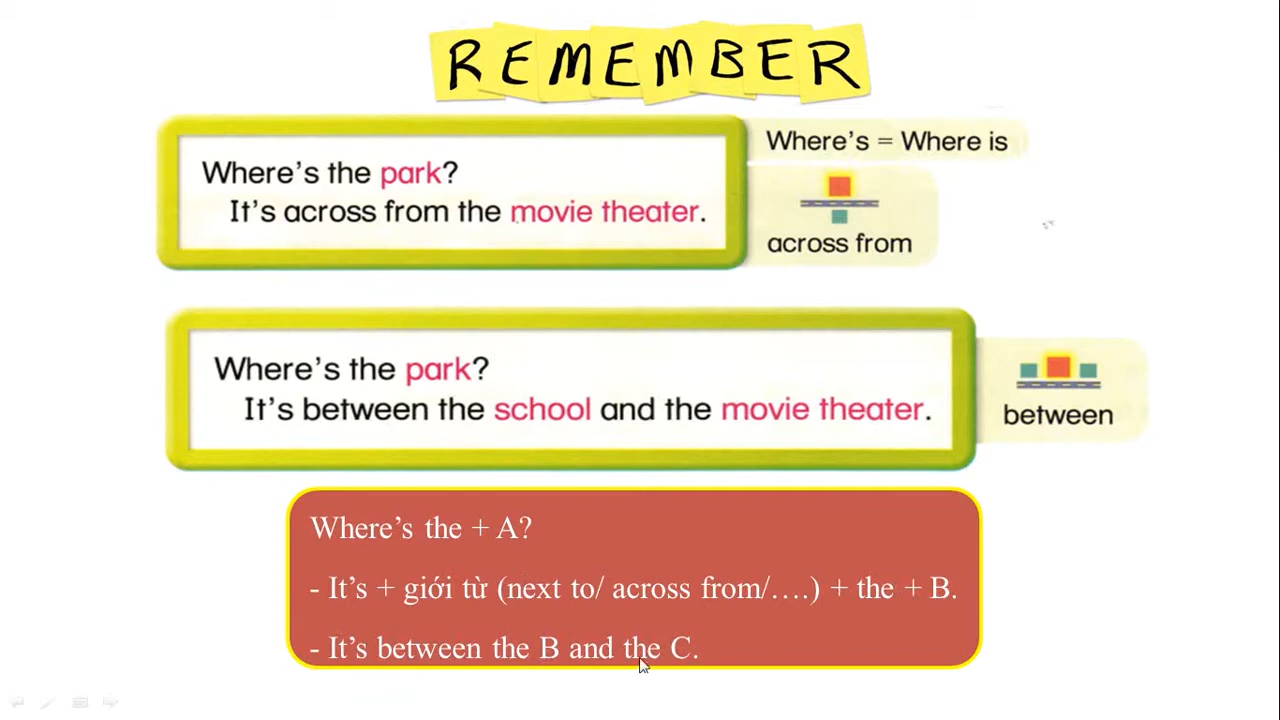 REMEMBER
Where's the park?
It's across from the movie theater.
Where's = Where is
across from
Where's the park?
It's between the school and the movie theater.
between
Where's the + A?
- It's + giới từ (next to/ across from/….) + the + B.
- It's between the B and the C.